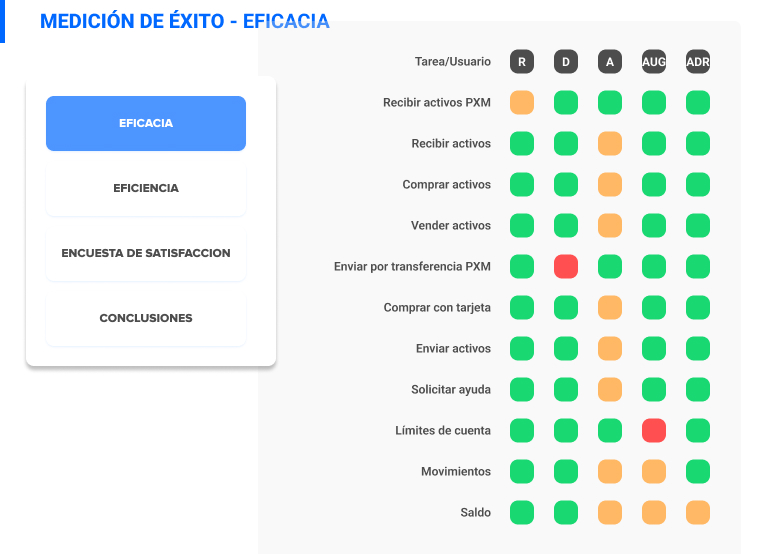 MEDICIÓN DE ÉXITO - EFICACIA
EFICACIA
EFICIENCIA
ENCUESTA DE SATISFACCION
CONCLUSIONES
Tarea/Usuario R D A AUG ADR
Recibir activos PXM
Recibir activos
Comprar activos
Vender activos
Enviar por transferencia PXM
Comprar con tarjeta
Enviar activos
Solicitar ayuda
Límites de cuenta
Movimientos
Saldo